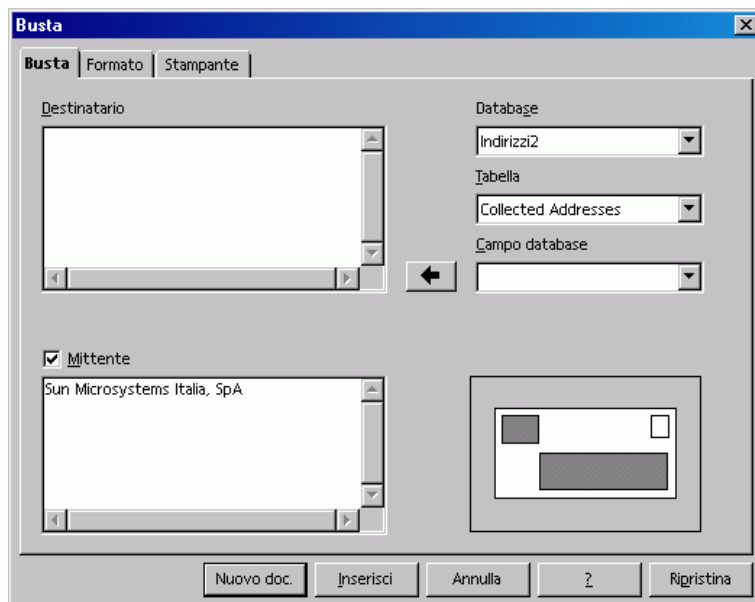 Busta
Busta Formato Stampante
Destinatario
Database
Indirizzi2
Tabella
Collected Addresses
Campo database
Mittente
Sun Microsystems Italia, SpA
Nuovo doc. Inserisci Annulla ? Ripristina